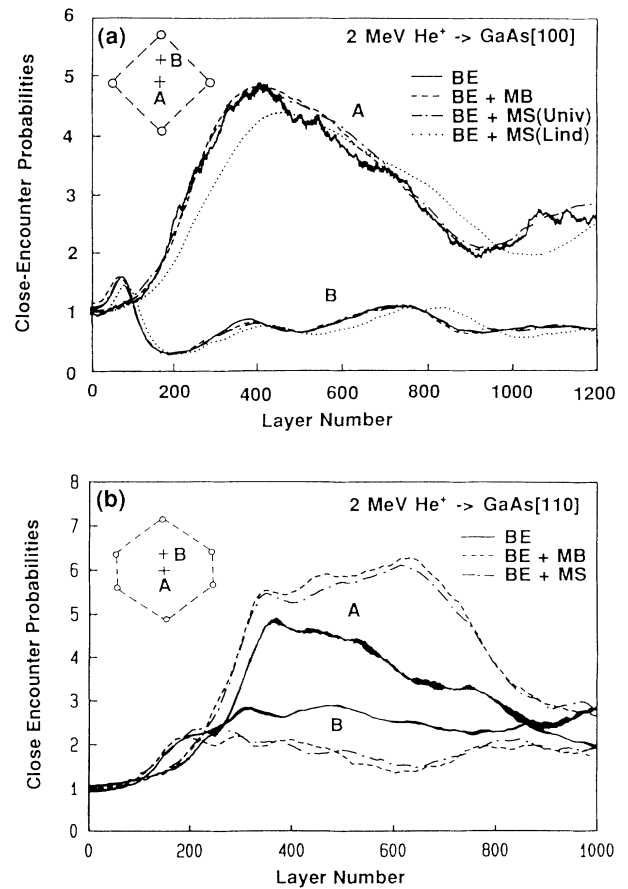 (a)
2 MeV He+ -> GaAs[100]
B
A
BE
BE + MB
BE + MS(Univ)
BE + MS(Lind)
A
B
Close-Encounter Probabilities
6
5
4
3
2
1
0
0 200 400 600 800 1000 1200
Layer Number
(b)
2 MeV He+ -> GaAs[110]
B
A
BE
BE + MB
BE + MS
A
B
Close Encounter Probabilities
8
7
6
5
4
3
2
1
0
0 200 400 600 800 1000
Layer Number